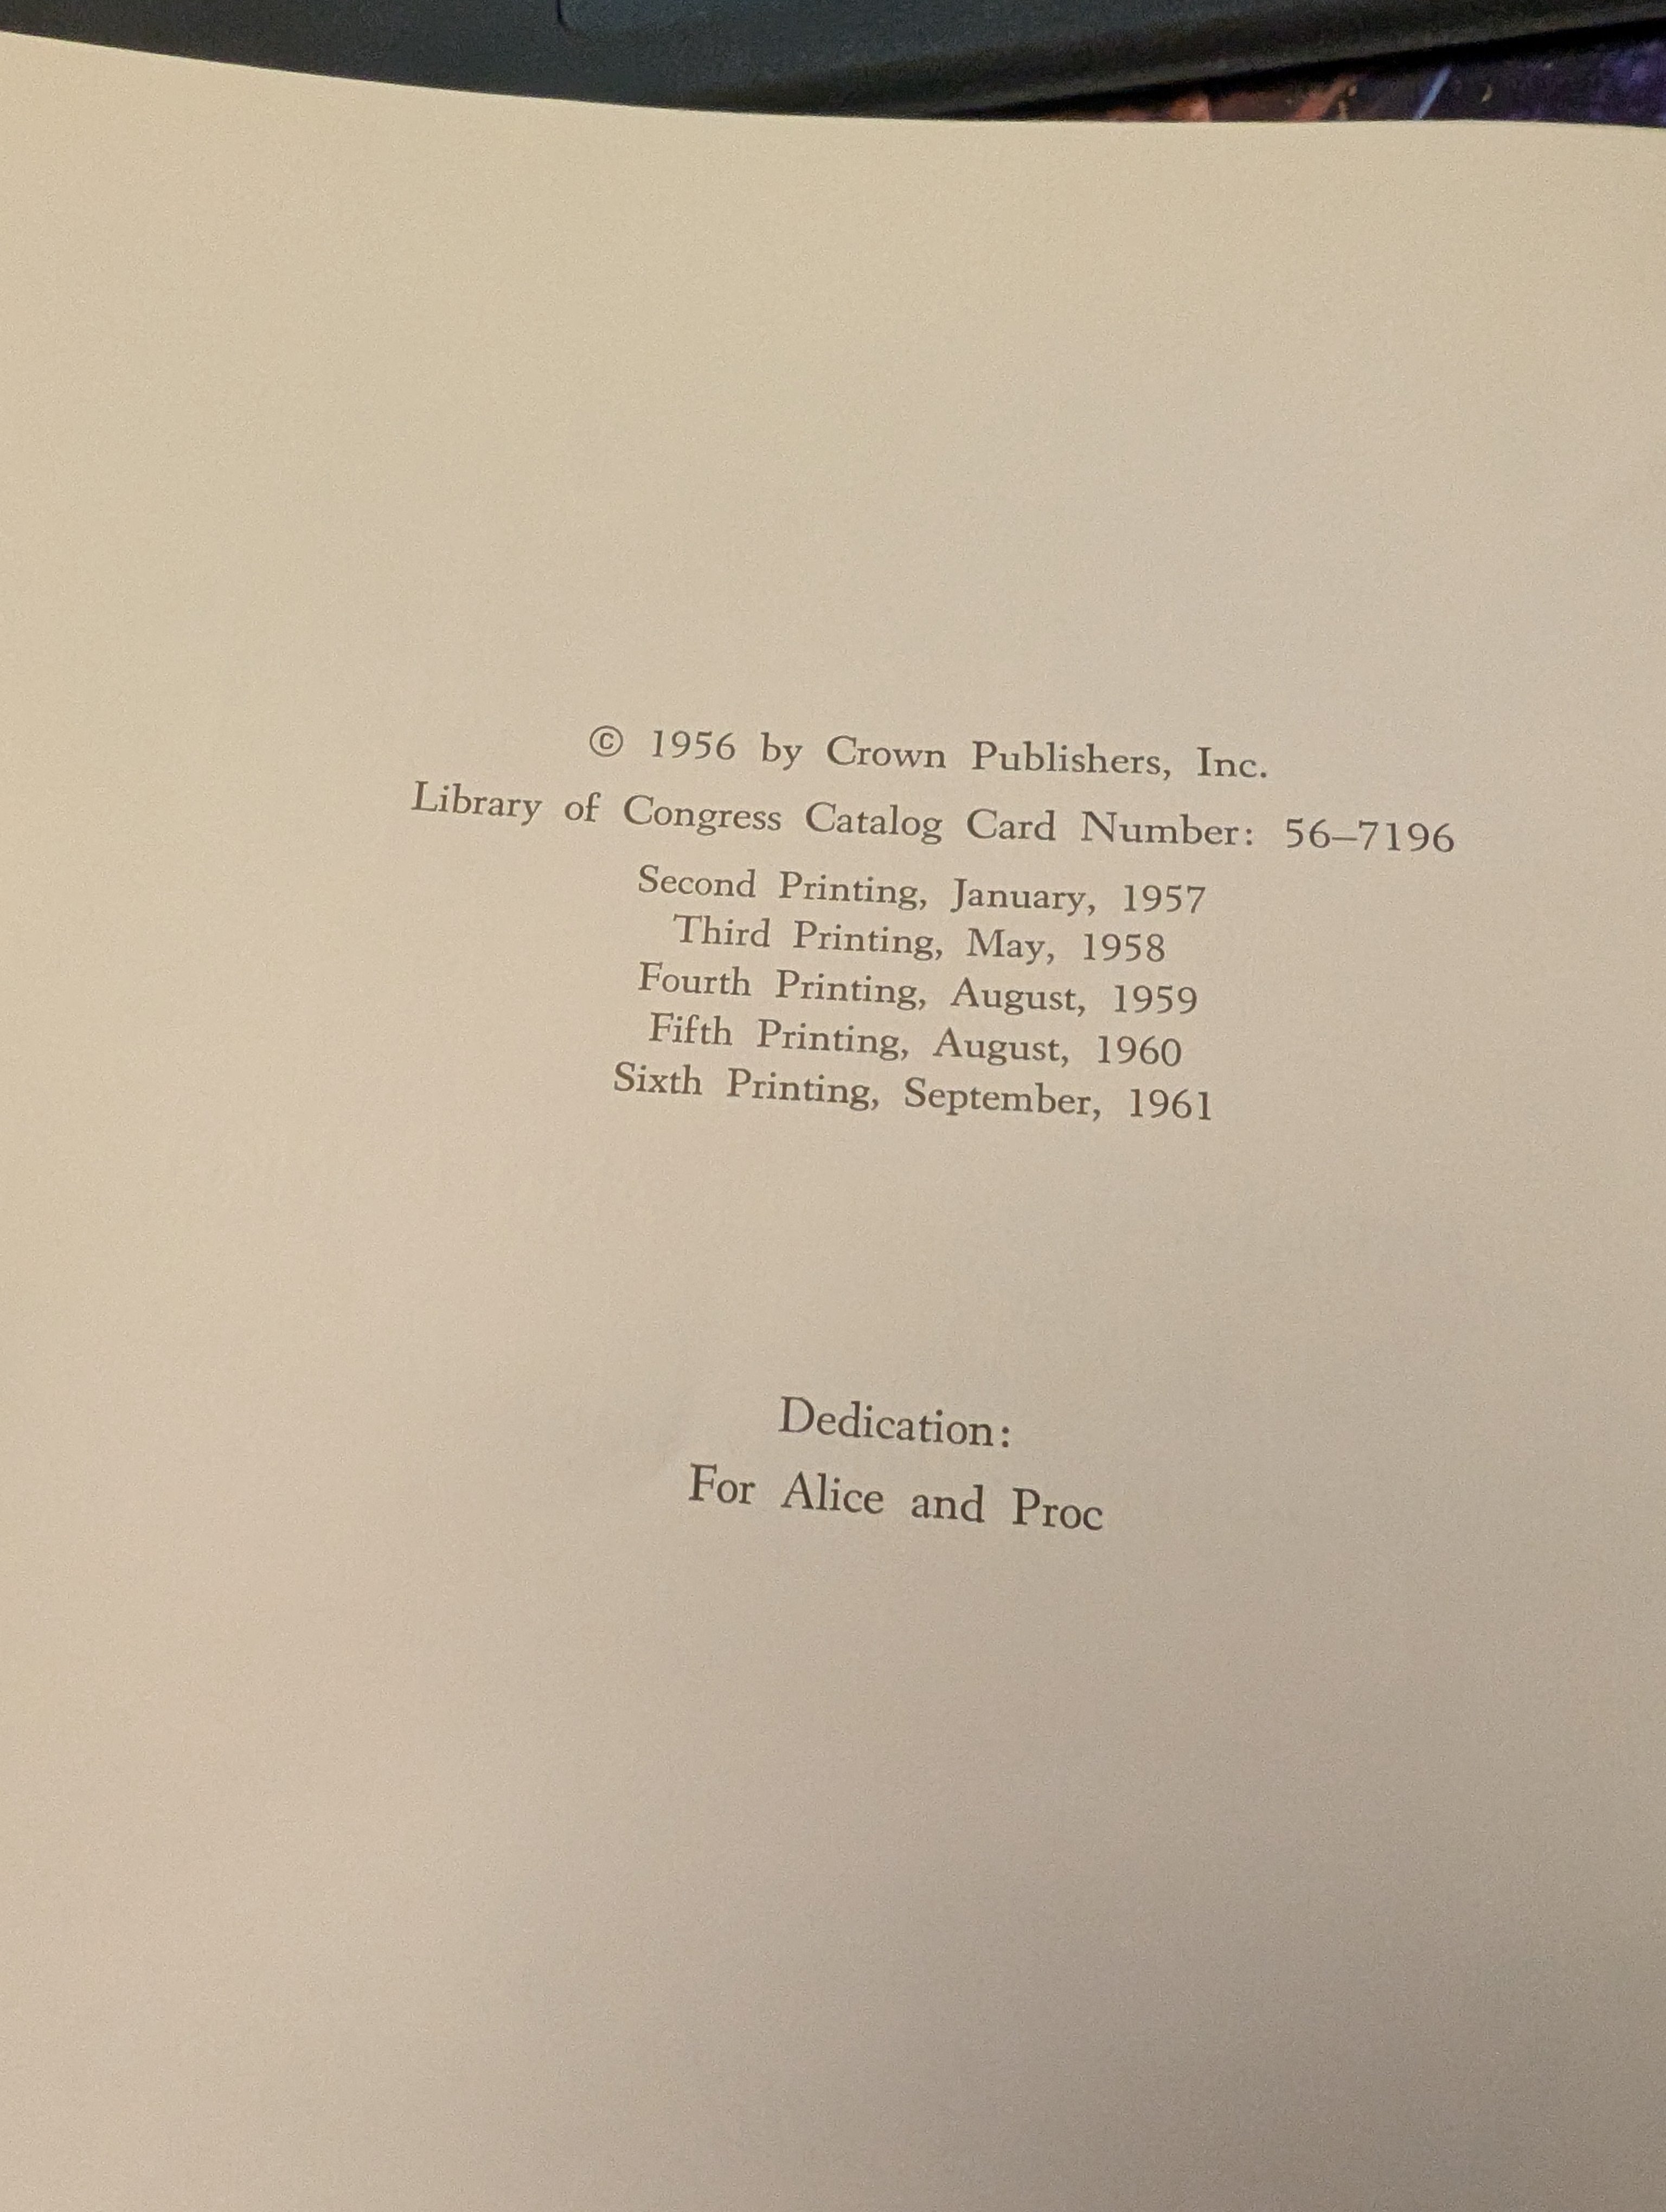 © 1956 by Crown Publishers, Inc.
Library of Congress Catalog Card Number: 56–7196
Second Printing, January, 1957
Third Printing, May, 1958
Fourth Printing, August, 1959
Fifth Printing, August, 1960
Sixth Printing, September, 1961
Dedication:
For Alice and Proc